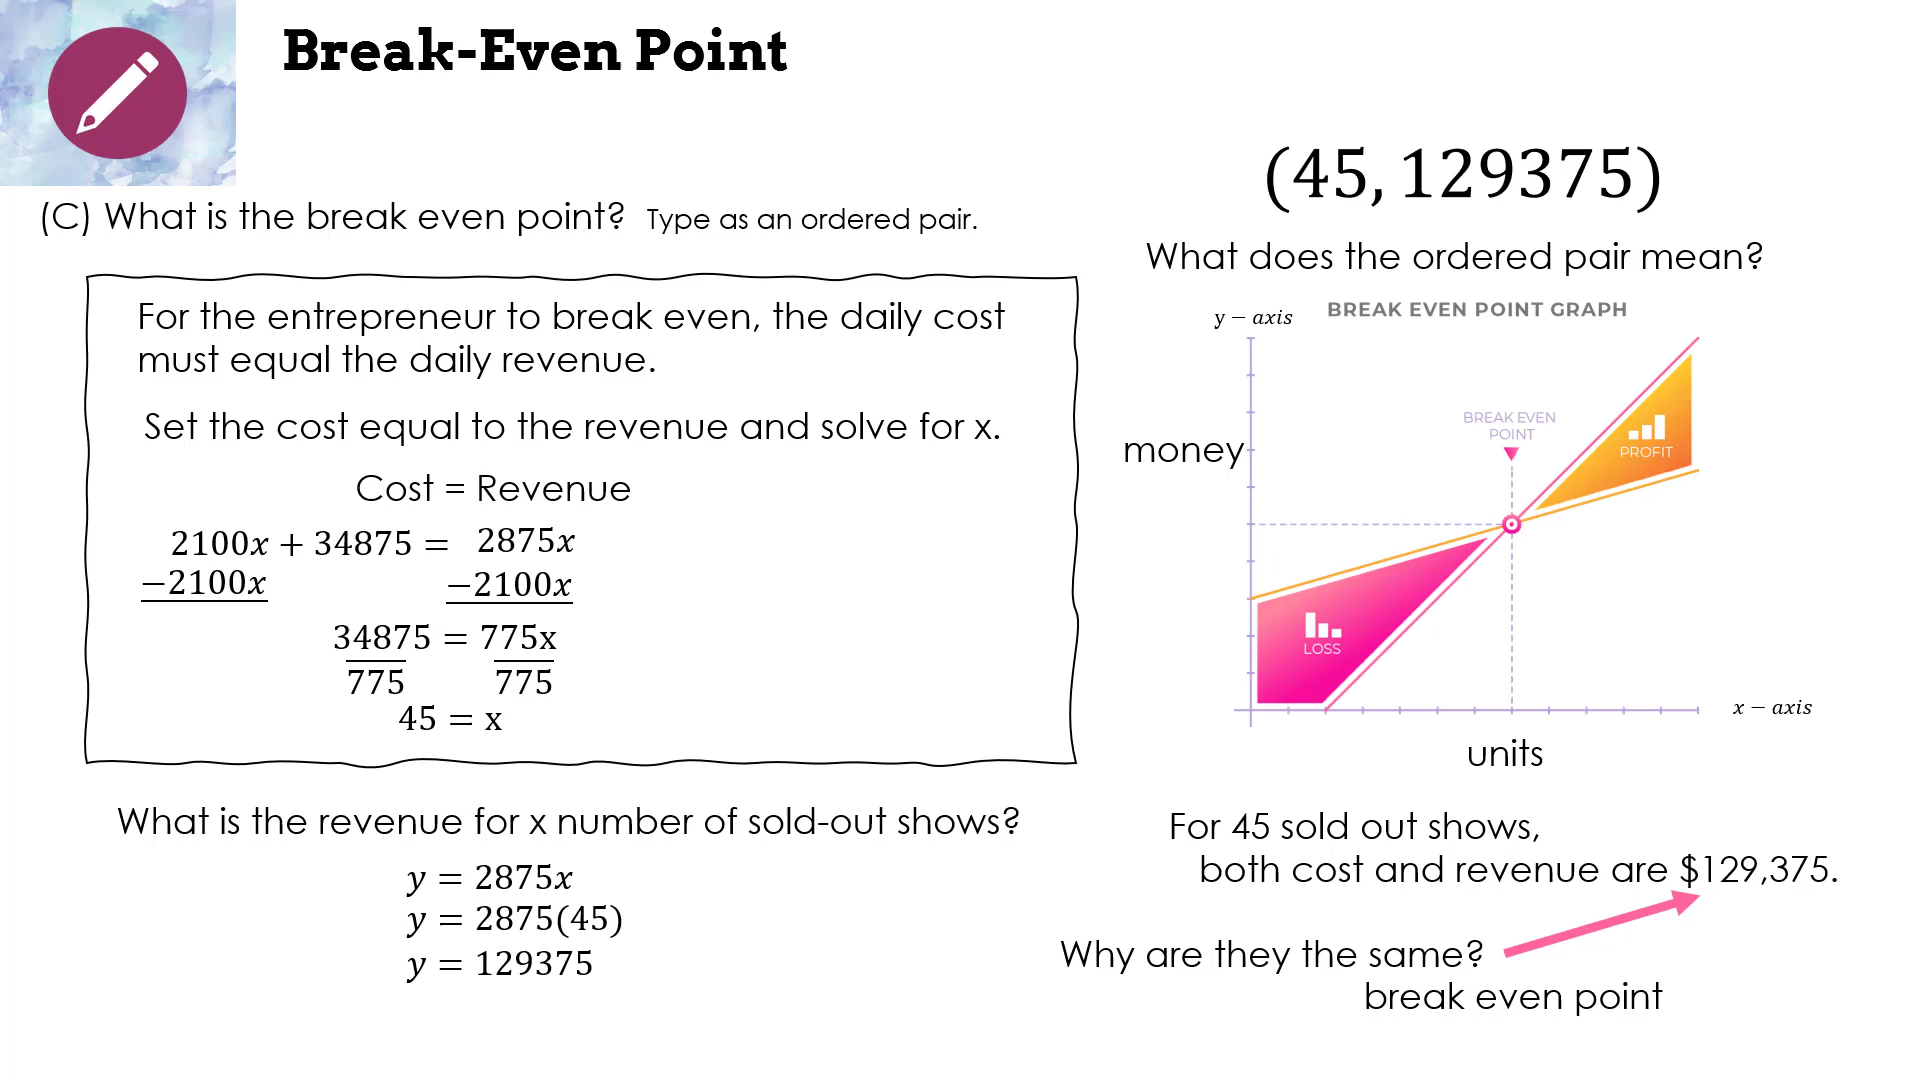 Break-Even Point
(C) What is the break even point? Type as an ordered pair.
For the entrepreneur to break even, the daily cost
must equal the daily revenue.
Set the cost equal to the revenue and solve for x.
Cost = Revenue
2100x + 34875 = 2875x
−2100x −2100x
34875 = 775x
775 775
45 = x
What is the revenue for x number of sold-out shows?
y = 2875x
y = 2875(45)
y = 129375
(45, 129375)
What does the ordered pair mean?
y − axis
BREAK EVEN POINT GRAPH
BREAK EVEN
POINT
money
PROFIT
LOSS
x − axis
units
For 45 sold out shows,
both cost and revenue are $129,375.
Why are they the same?
break even point